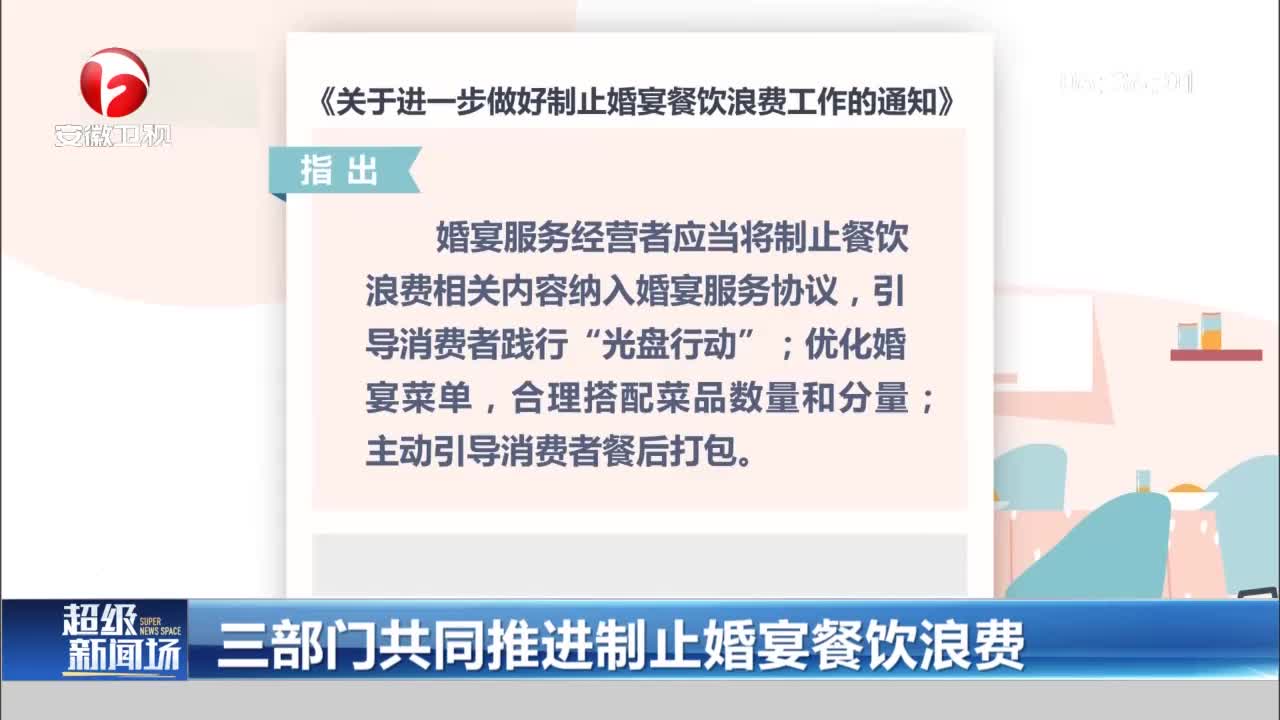 安徽卫视
《关于进一步做好制止婚宴餐饮浪费工作的通知》
指出
婚宴服务经营者应当将制止餐饮
浪费相关内容纳入婚宴服务协议，引
导消费者践行“光盘行动”；优化婚
宴菜单，合理搭配菜品数量和分量；
主动引导消费者餐后打包。
超级
SUPER
NEWS SPACE
新闻场
三部门共同推进制止婚宴餐饮浪费